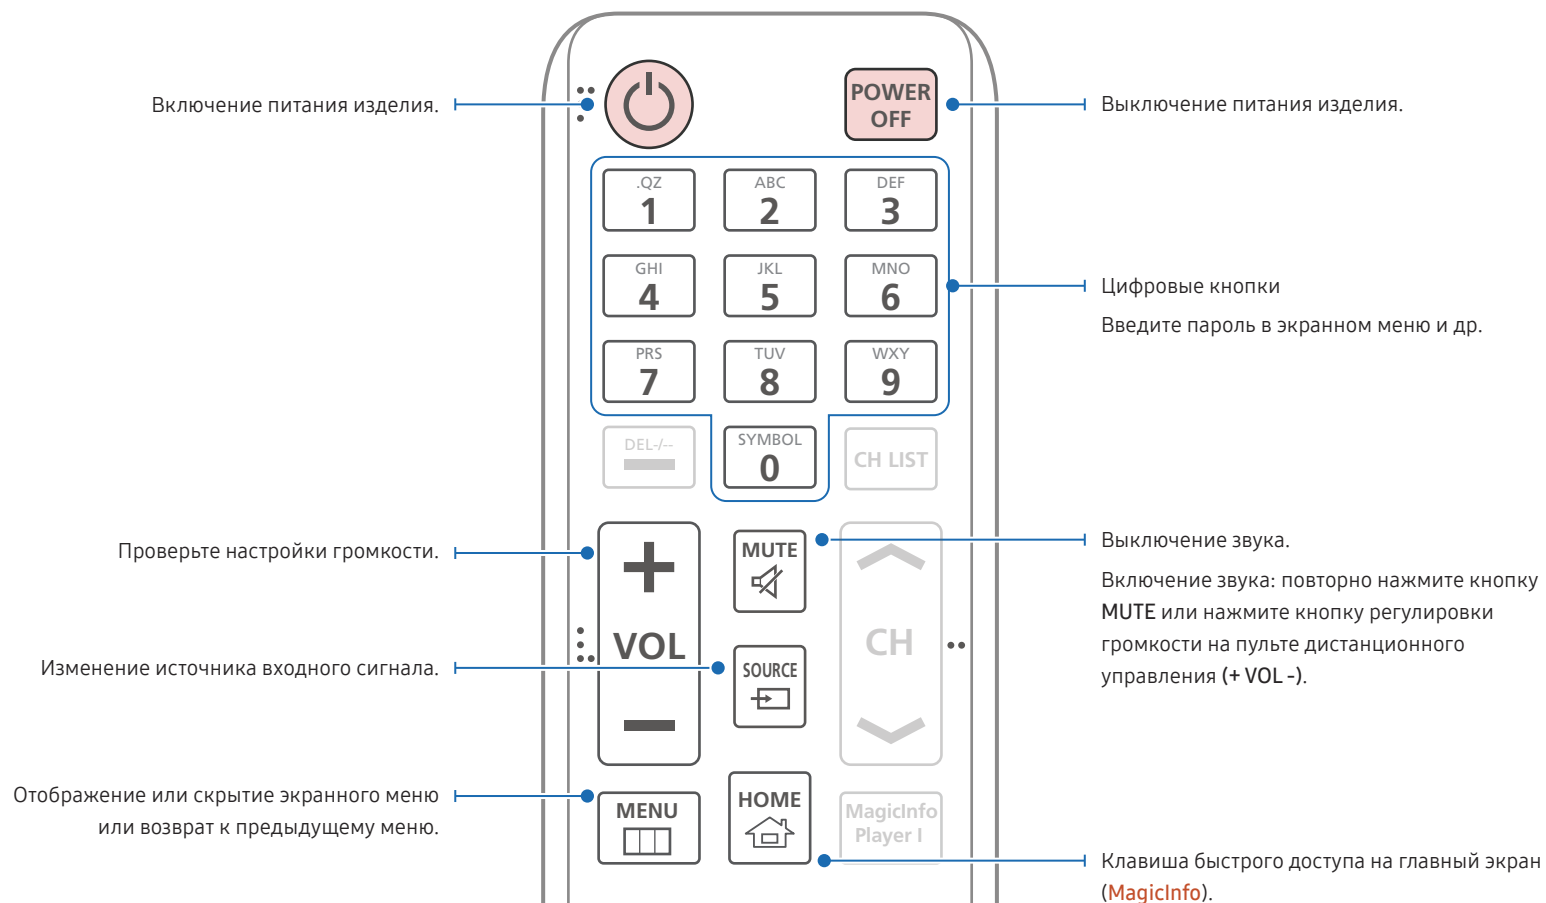 Включение питания изделия.
POWER
OFF
Выключение питания изделия.
.QZ
1
ABC
2
DEF
3
GHI
4
JKL
5
MNO
6
Цифровые кнопки
Введите пароль в экранном меню и др.
PRS
7
TUV
8
WXY
9
DEL-/--
SYMBOL
0
CH LIST
Проверьте настройки громкости.
VOL
MUTE
Выключение звука.
Включение звука: повторно нажмите кнопку
MUTE или нажмите кнопку регулировки
громкости на пульте дистанционного
управления (+ VOL -).
CH
Изменение источника входного сигнала.
SOURCE
Отображение или скрытие экранного меню
или возврат к предыдущему меню.
MENU
HOME
MagicInfo
Player I
Клавиша быстрого доступа на главный экран
(MagicInfo).